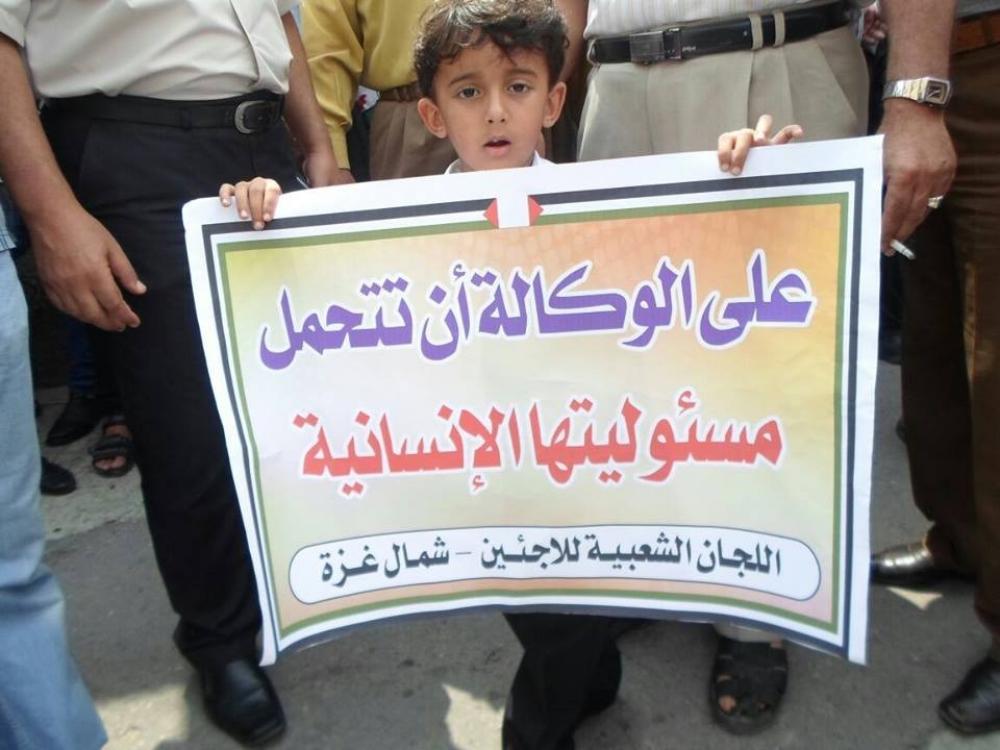 على الوكالة أن تتحمل
مسئوليتها الإنسانية
اللجان الشعبية للاجئين - شمال غزة